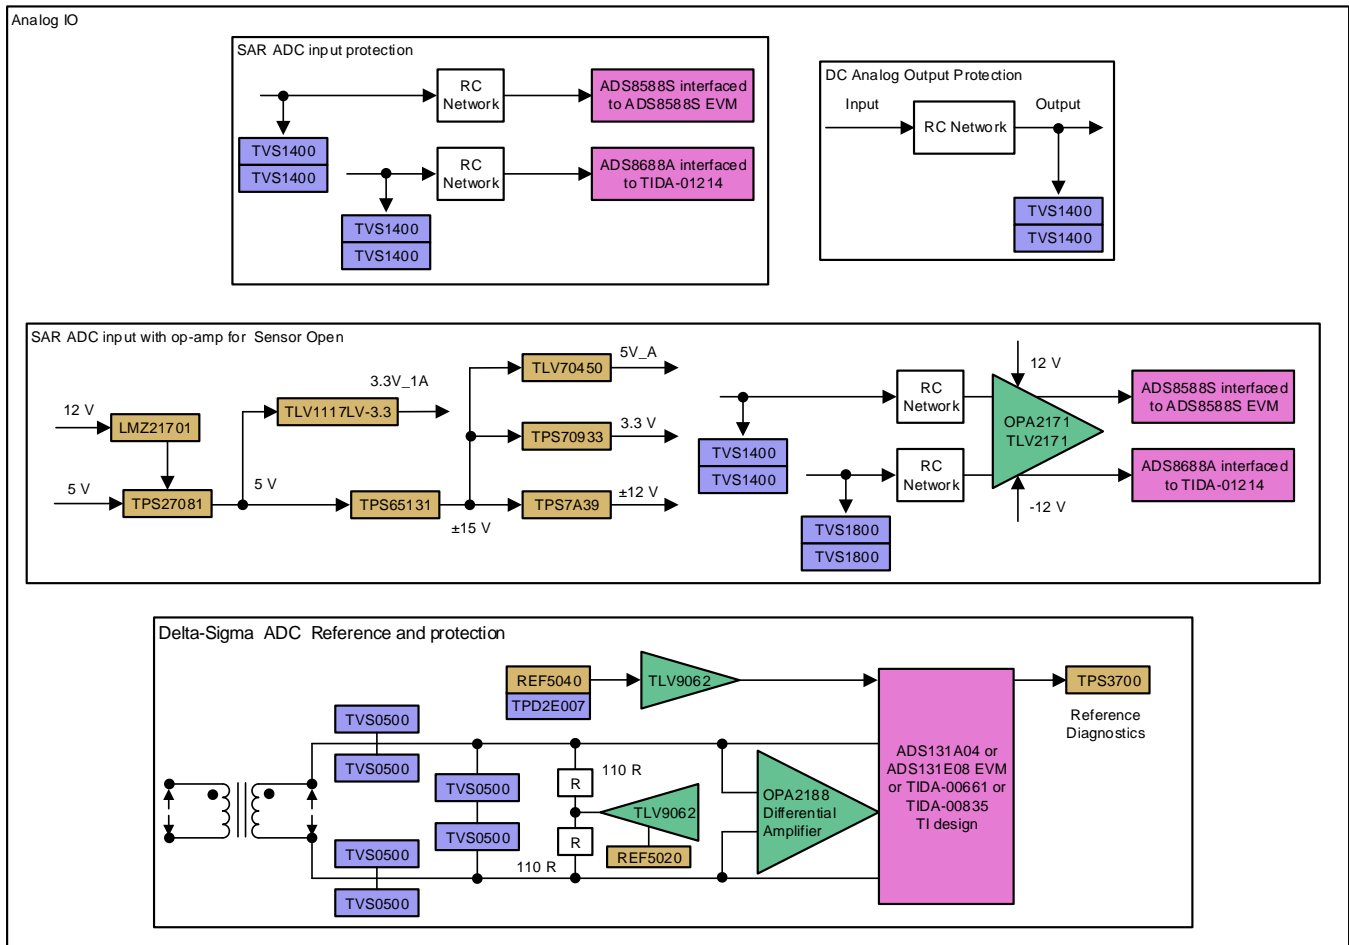 Analog IO
SAR ADC input protection
RC
Network
ADS8588S interfaced
to ADS8588S EVM
TVS1400
TVS1400
RC
Network
ADS8688A interfaced
to TIDA-01214
TVS1400
TVS1400
DC Analog Output Protection
Input
Output
RC Network
TVS1400
TVS1400
SAR ADC input with op-amp for Sensor Open
12 V
LMZ21701
5 V
TPS27081
5 V
3.3V_1A
TLV1117LV-3.3
TPS65131
±15 V
TLV70450
5V_A
TPS70933
3.3 V
TPS7A39
±12 V
TVS1400
TVS1400
RC
Network
RC
Network
TVS1800
TVS1800
12 V
OPA2171
TLV2171
-12 V
ADS8588S interfaced
to ADS8588S EVM
ADS8688A interfaced
to TIDA-01214
Delta-Sigma ADC Reference and protection
REF5040
TPD2E007
TLV9062
TPS3700
Reference
Diagnostics
TVS0500
TVS0500
TVS0500
TVS0500
TVS0500
TVS0500
110 R
R
R
110 R
TLV9062
REF5020
OPA2188
Differential
Amplifier
ADS131A04 or
ADS131E08 EVM
or TIDA-00661 or
TIDA-00835
TI design